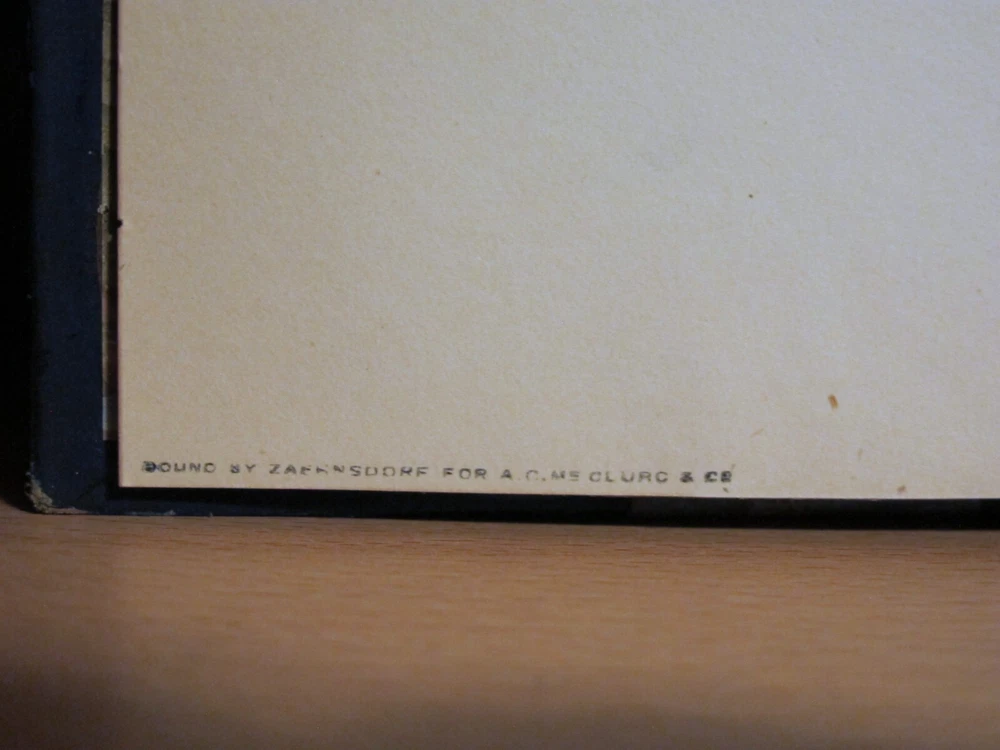 BOUND BY ZAEHNSDORF FOR A.C. Mc CLURG & CO